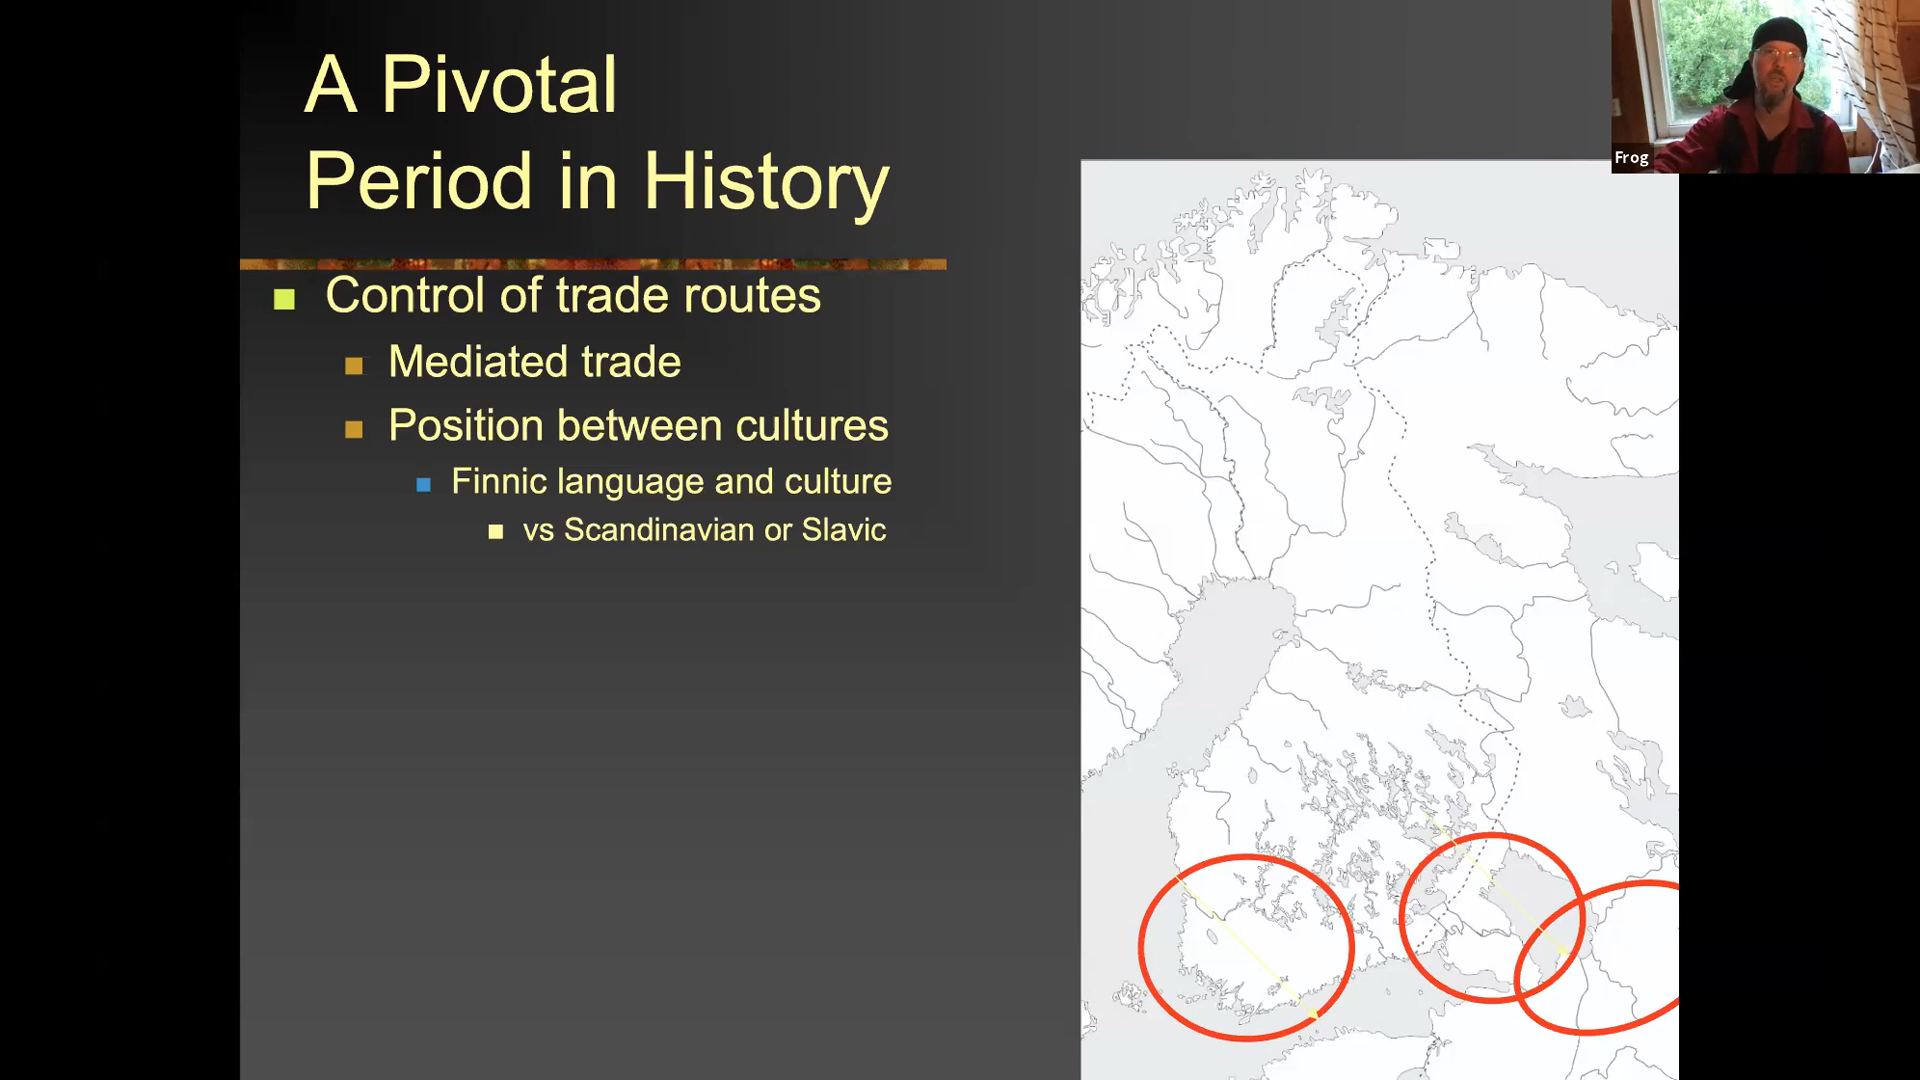 A Pivotal
Period in History
Control of trade routes
Mediated trade
Position between cultures
Finnic language and culture
vs Scandinavian or Slavic
Frog